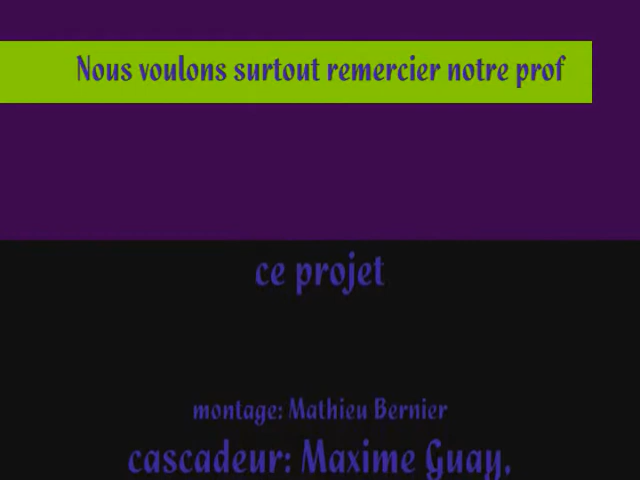 Nous voulons surtout remercier notre prof
ce projet
montage: Mathieu Bernier
cascadeur: Maxime Guay,